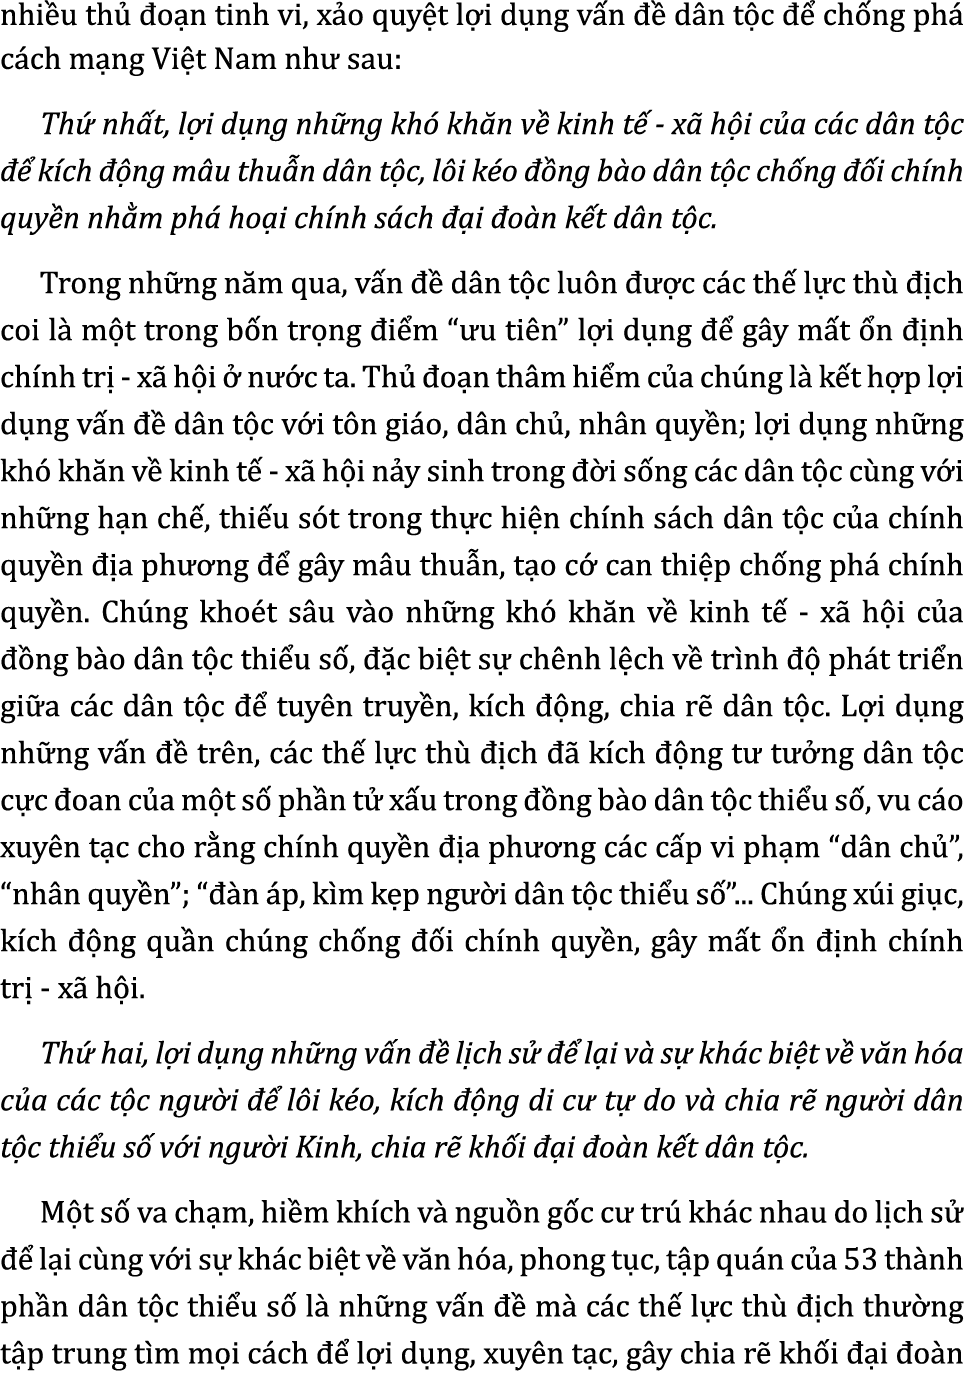 nhiều thủ đoạn tinh vi, xảo quyệt lợi dụng vấn đề dân tộc để chống phá
cách mạng Việt Nam như sau:
Thứ nhất, lợi dụng những khó khăn về kinh tế - xã hội của các dân tộc
để kích động mâu thuẫn dân tộc, lôi kéo đồng bào dân tộc chống đối chính
quyền nhằm phá hoại chính sách đại đoàn kết dân tộc.
Trong những năm qua, vấn đề dân tộc luôn được các thế lực thù địch
coi là một trong bốn trọng điểm “ưu tiên” lợi dụng để gây mất ổn định
chính trị - xã hội ở nước ta. Thủ đoạn thâm hiểm của chúng là kết hợp lợi
dụng vấn đề dân tộc với tôn giáo, dân chủ, nhân quyền; lợi dụng những
khó khăn về kinh tế - xã hội nảy sinh trong đời sống các dân tộc cùng với
những hạn chế, thiếu sót trong thực hiện chính sách dân tộc của chính
quyền địa phương để gây mâu thuẫn, tạo cớ can thiệp chống phá chính
quyền. Chúng khoét sâu vào những khó khăn về kinh tế - xã hội của
đồng bào dân tộc thiểu số, đặc biệt sự chênh lệch về trình độ phát triển
giữa các dân tộc để tuyên truyền, kích động, chia rẽ dân tộc. Lợi dụng
những vấn đề trên, các thế lực thù địch đã kích động tư tưởng dân tộc
cực đoan của một số phần tử xấu trong đồng bào dân tộc thiểu số, vu cáo
xuyên tạc cho rằng chính quyền địa phương các cấp vi phạm “dân chủ”,
“nhân quyền”; “đàn áp, kìm kẹp người dân tộc thiểu số”... Chúng xúi giục,
kích động quần chúng chống đối chính quyền, gây mất ổn định chính
trị - xã hội.
Thứ hai, lợi dụng những vấn đề lịch sử để lại và sự khác biệt về văn hóa
của các tộc người để lôi kéo, kích động di cư tự do và chia rẽ người dân
tộc thiểu số với người Kinh, chia rẽ khối đại đoàn kết dân tộc.
Một số va chạm, hiềm khích và nguồn gốc cư trú khác nhau do lịch sử
để lại cùng với sự khác biệt về văn hóa, phong tục, tập quán của 53 thành
phần dân tộc thiểu số là những vấn đề mà các thế lực thù địch thường
tập trung tìm mọi cách để lợi dụng, xuyên tạc, gây chia rẽ khối đại đoàn